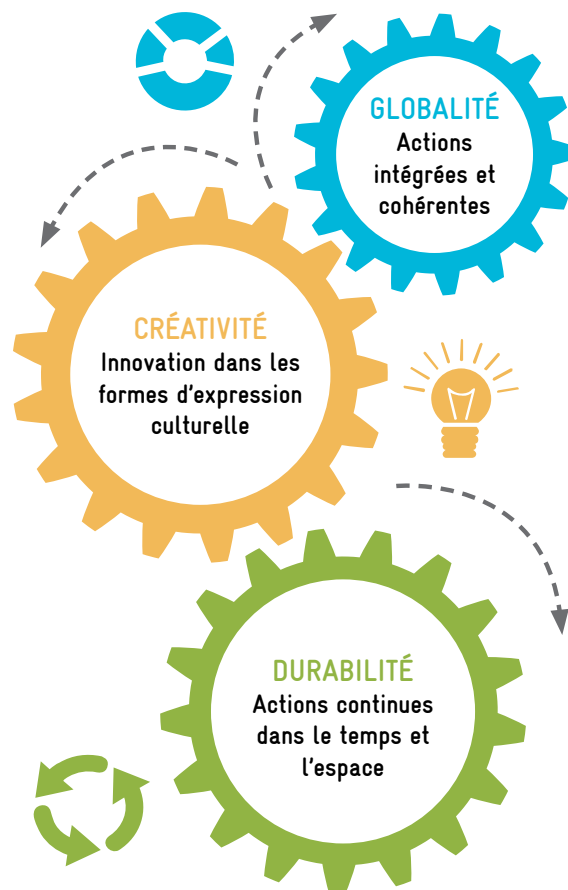 GLOBALITÉ
Actions
intégrées et
cohérentes
CRÉATIVITÉ
Innovation dans les
formes d'expression
culturelle
DURABILITÉ
Actions continues
dans le temps et
l'espace